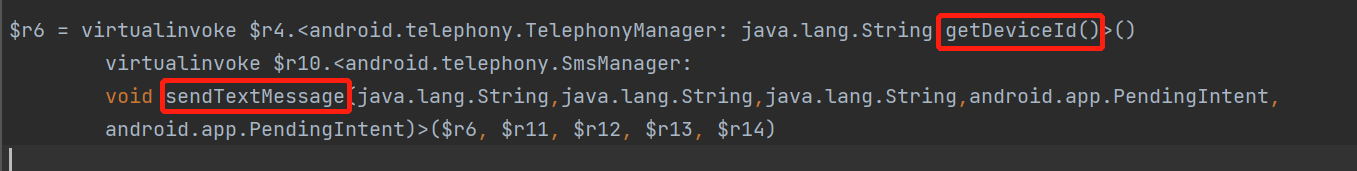 $r6 = virtualinvoke $r4.<android.telephony.TelephonyManager: java.lang.String getDeviceId()>()
virtualinvoke $r10.<android.telephony.SmsManager:
void sendTextMessage(java.lang.String,java.lang.String,java.lang.String,android.app.PendingIntent,
android.app.PendingIntent)>($r6, $r11, $r12, $r13, $r14)